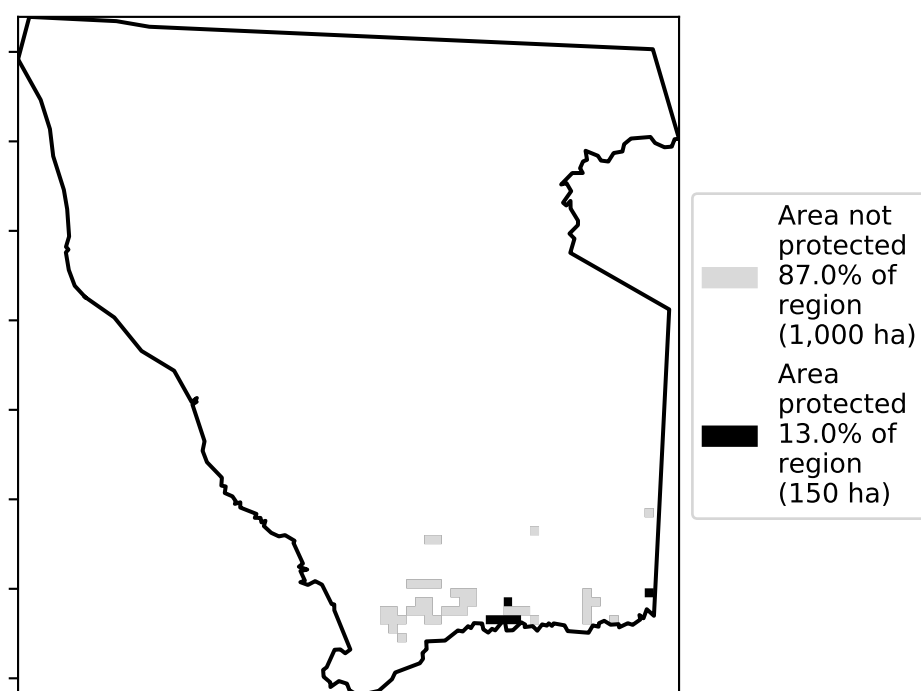 Area not
protected
87.0% of
region
(1,000 ha)
Area
protected
13.0% of
region
(150 ha)